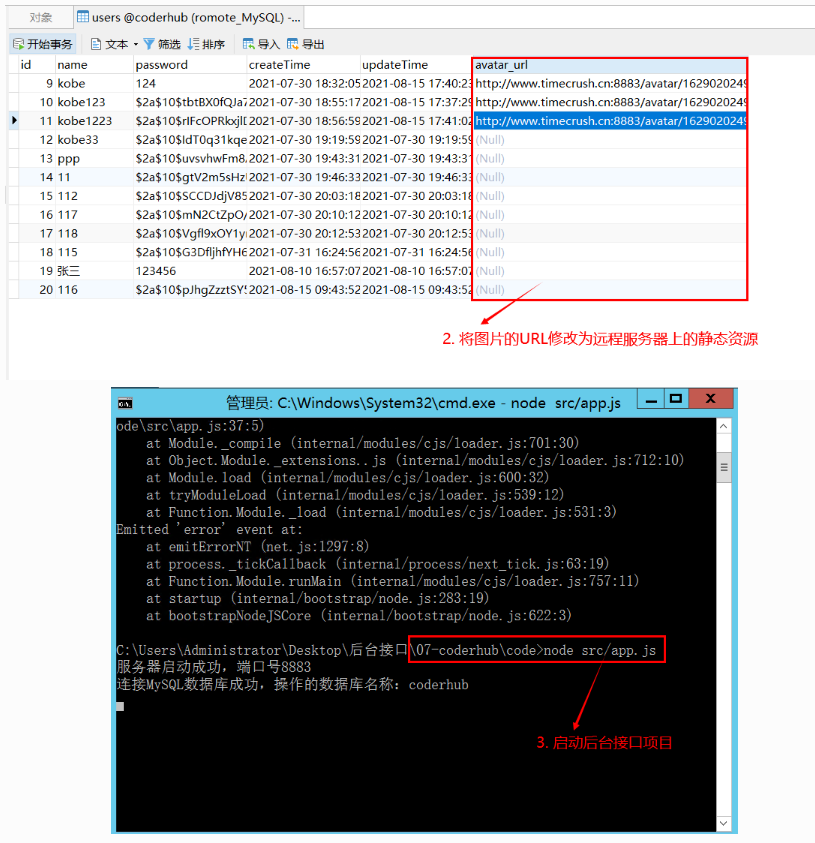 对象 users @coderhub (romote_MySQL) -...
开始事务 文本 筛选 排序 导入 导出
id name password createTime updateTime avatar_url
9 kobe 124 2021-07-30 18:32:05 2021-08-15 17:40:23 http://www.timecrush.cn:8883/avatar/1629020249
10 kobe123 $2a$10$tbtBX0fQJa7 2021-07-30 18:55:17 2021-08-15 17:37:29 http://www.timecrush.cn:8883/avatar/1629020249
11 kobe1223 $2a$10$rIFcOPRkxjlD 2021-07-30 18:56:59 2021-08-15 17:41:02 http://www.timecrush.cn:8883/avatar/1629020249
12 kobe33 $2a$10$IdT0q31kqe 2021-07-30 19:19:59 2021-07-30 19:19:59 (Null)
13 ppp $2a$10$uvsvhwFm8 2021-07-30 19:43:31 2021-07-30 19:43:31 (Null)
14 11 $2a$10$gtV2m5sHz 2021-07-30 19:46:33 2021-07-30 19:46:33 (Null)
15 112 $2a$10$SCCDJdjV85 2021-07-30 20:03:18 2021-07-30 20:03:18 (Null)
16 117 $2a$10$mN2CtZpO 2021-07-30 20:10:12 2021-07-30 20:10:12 (Null)
17 118 $2a$10$Vgfl9xOY1y 2021-07-30 20:12:53 2021-07-30 20:12:53 (Null)
18 115 $2a$10$G3DfljhfYH6 2021-07-31 16:24:56 2021-07-31 16:24:56 (Null)
19 张三 123456 2021-08-10 16:57:07 2021-08-10 16:57:07 (Null)
20 116 $2a$10$pJhgZzztSY 2021-08-15 09:43:52 2021-08-15 09:43:52 (Null)
2. 将图片的URL修改为远程服务器上的静态资源
管理员: C:\Windows\System32\cmd.exe - node src/app.js
ode\src\app.js:37:5)
at Module._compile (internal/modules/cjs/loader.js:701:30)
at Object.Module._extensions..js (internal/modules/cjs/loader.js:712:10)
at Module.load (internal/modules/cjs/loader.js:600:32)
at tryModuleLoad (internal/modules/cjs/loader.js:539:12)
at Function.Module._load (internal/modules/cjs/loader.js:531:3)
Emitted 'error' event at:
at emitErrorNT (net.js:1297:8)
at process._tickCallback (internal/process/next_tick.js:63:19)
at Function.Module.runMain (internal/modules/cjs/loader.js:757:11)
at startup (internal/bootstrap/node.js:283:19)
at bootstrapNodeJSCore (internal/bootstrap/node.js:622:3)
C:\Users\Administrator\Desktop\后台接口\07-coderhub\code>node src/app.js
服务器启动成功，端口号8883
连接MySQL数据库成功，操作的数据库名称：coderhub
3. 启动后台接口项目